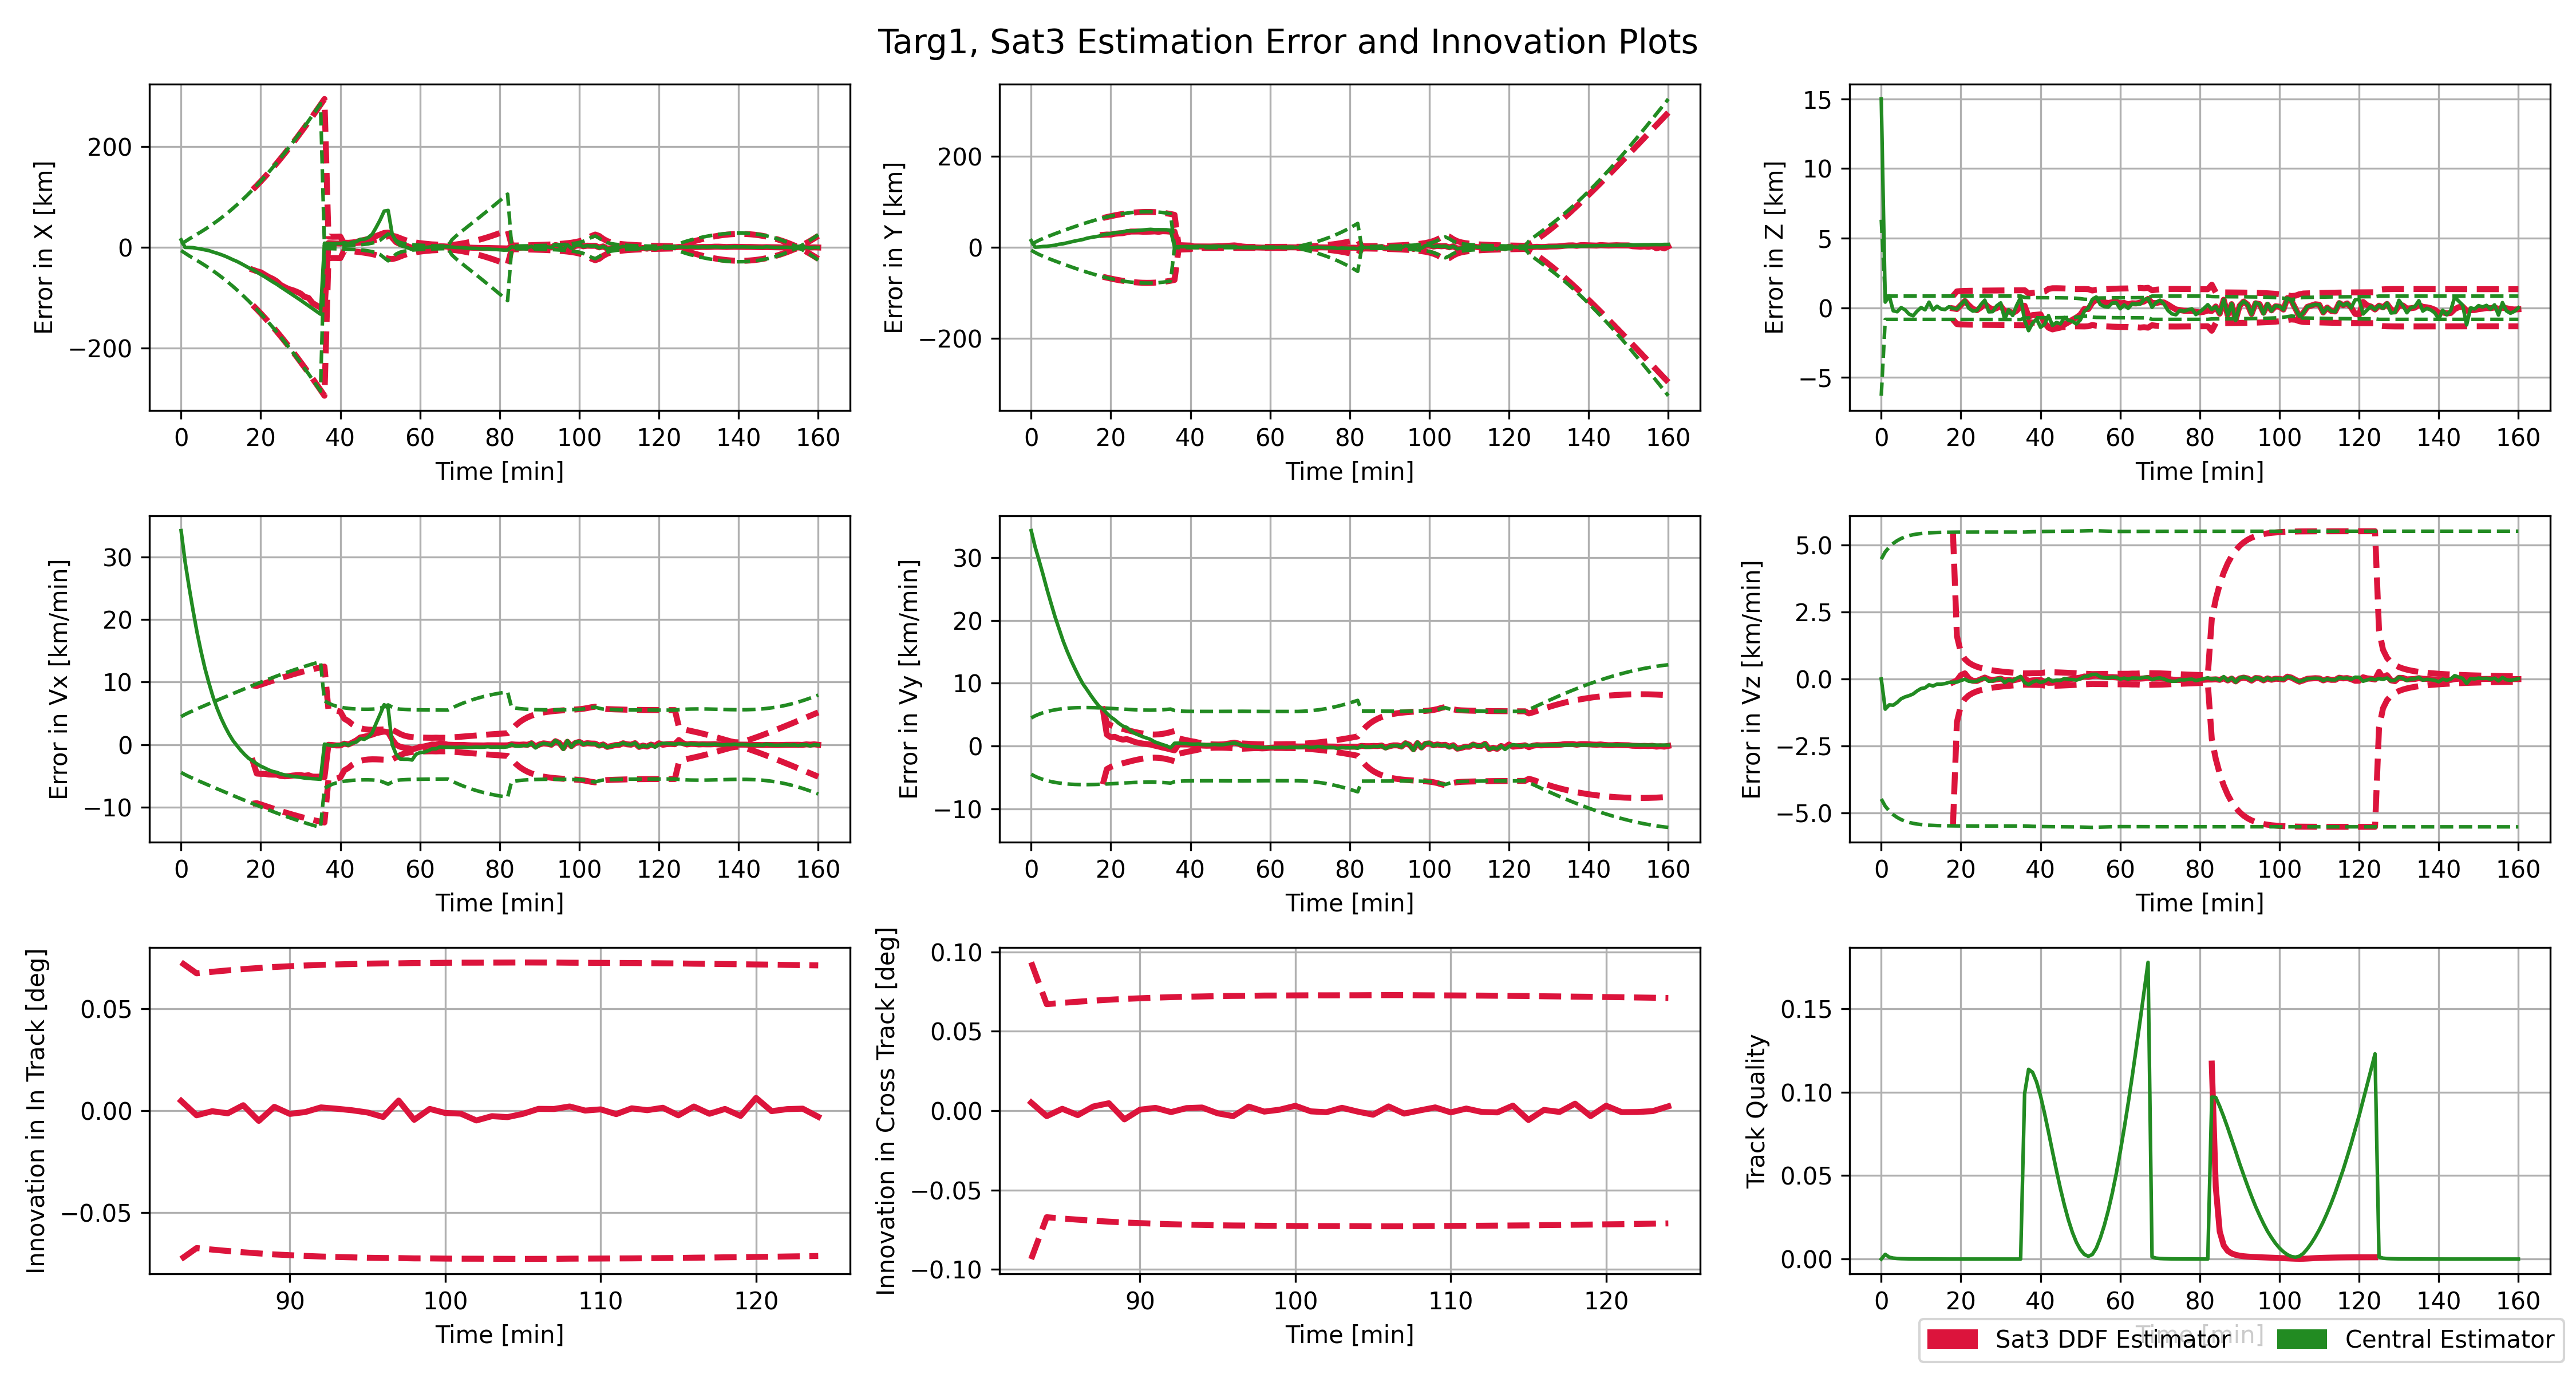 Targ1, Sat3 Estimation Error and Innovation Plots
Error in X [km]
200
0
−200
0 20 40 60 80 100 120 140 160
Time [min]
Error in Y [km]
200
0
−200
0 20 40 60 80 100 120 140 160
Time [min]
Error in Z [km]
15
10
5
0
−5
0 20 40 60 80 100 120 140 160
Time [min]
Error in Vx [km/min]
30
20
10
0
−10
0 20 40 60 80 100 120 140 160
Time [min]
Error in Vy [km/min]
30
20
10
0
−10
0 20 40 60 80 100 120 140 160
Time [min]
Error in Vz [km/min]
5.0
2.5
0.0
−2.5
−5.0
0 20 40 60 80 100 120 140 160
Time [min]
Innovation in In Track [deg]
0.05
0.00
−0.05
90 100 110 120
Time [min]
Innovation in Cross Track [deg]
0.10
0.05
0.00
−0.05
−0.10
90 100 110 120
Time [min]
Track Quality
0.15
0.10
0.05
0.00
0 20 40 60 80 100 120 140 160
Time [min]
Sat3 DDF Estimator Central Estimator